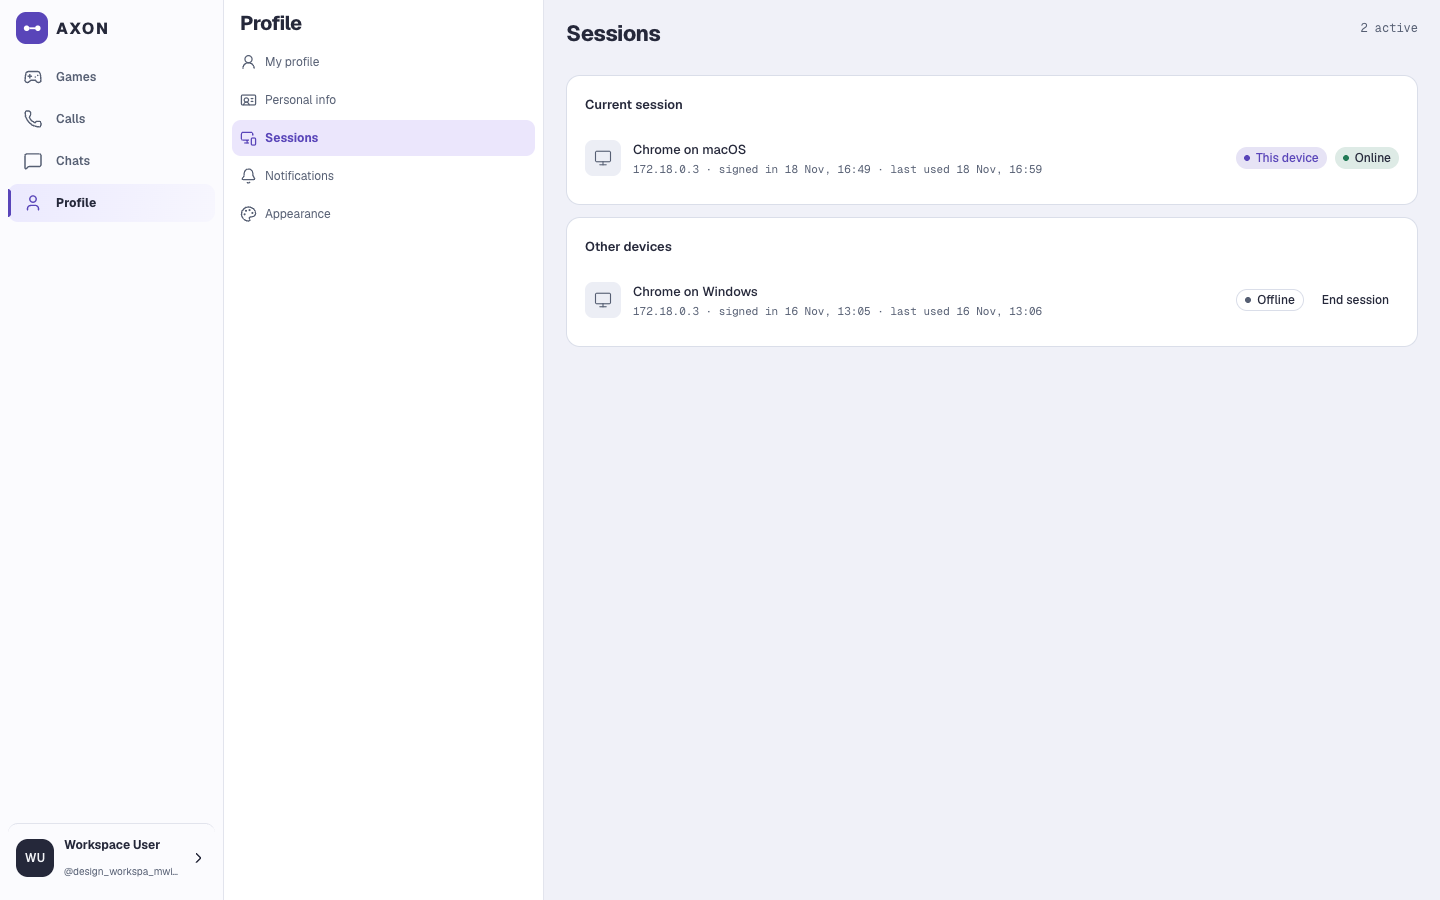 AXON
Games
Calls
Chats
Profile
WU
Workspace User
@design_workspa_mwi...
Profile
My profile
Personal info
Sessions
Notifications
Appearance
Sessions
2 active
Current session
Chrome on macOS
172.18.0.3 · signed in 18 Nov, 16:49 · last used 18 Nov, 16:59
This device
Online
Other devices
Chrome on Windows
172.18.0.3 · signed in 16 Nov, 13:05 · last used 16 Nov, 13:06
Offline
End session